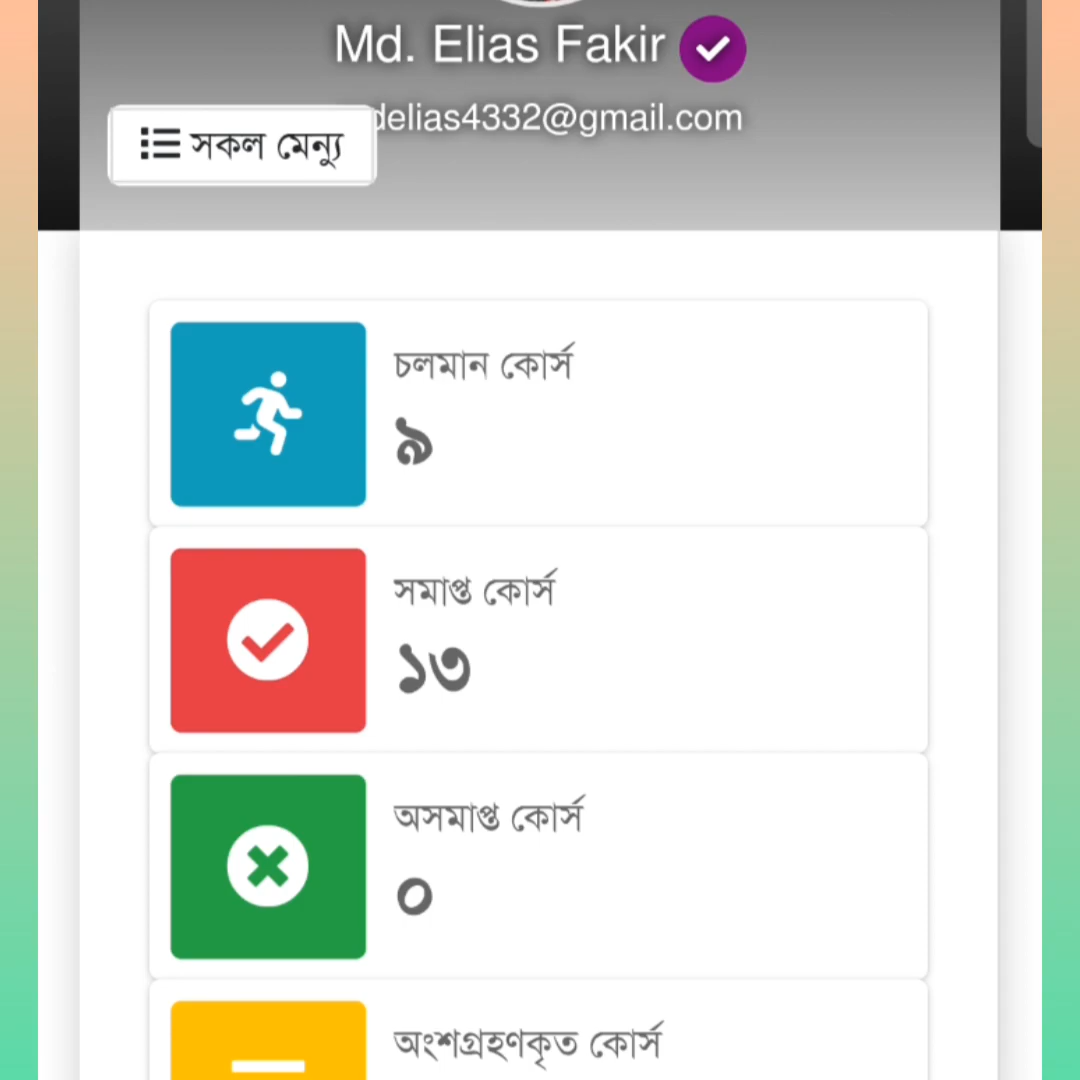 Md. Elias Fakir
delias4332@gmail.com
সকল মেন্যু
চলমান কোর্স
৯
সমাপ্ত কোর্স
১৩
অসমাপ্ত কোর্স
০
অংশগ্রহণকৃত কোর্স